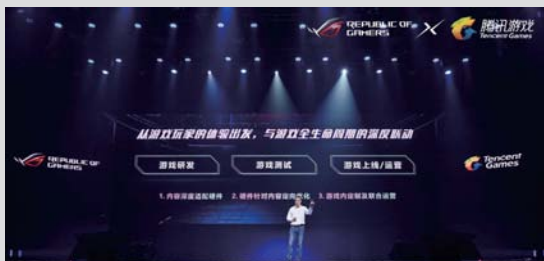 REPUBLIC OF
GAMERS
腾讯游戏
Tencent Games
从游戏玩家的体验出发，与游戏全生命周期的深度联动
REPUBLIC OF
GAMERS
游戏研发
游戏测试
游戏上线/运营
Tencent
Games
1. 内容深度适配硬件 2. 硬件针对内容定向优化 3. 游戏内定制及联合运营